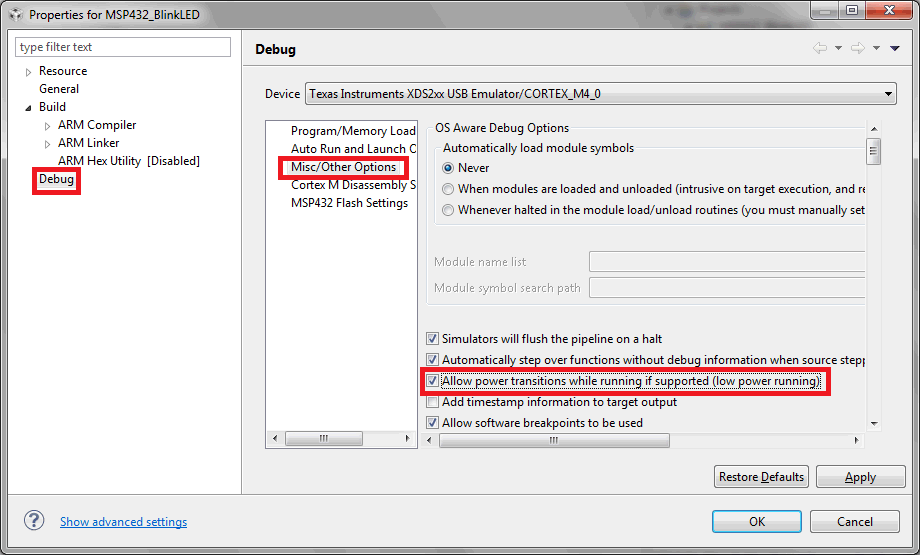 Properties for MSP432_BlinkLED
type filter text
Resource
General
Build
ARM Compiler
ARM Linker
ARM Hex Utility [Disabled]
Debug
Debug
Device
Texas Instruments XDS2xx USB Emulator/CORTEX_M4_0
Program/Memory Load
Auto Run and Launch O
Misc/Other Options
Cortex M Disassembly S
MSP432 Flash Settings
OS Aware Debug Options
Automatically load module symbols
Never
When modules are loaded and unloaded (intrusive on target execution, and re
Whenever halted in the module load/unload routines (you must manually set
Module name list
Module symbol search path
Simulators will flush the pipeline on a halt
Automatically step over functions without debug information when source stepp
Allow power transitions while running if supported (low power running)
Add timestamp information to target output
Allow software breakpoints to be used
Restore Defaults
Apply
Show advanced settings
OK
Cancel